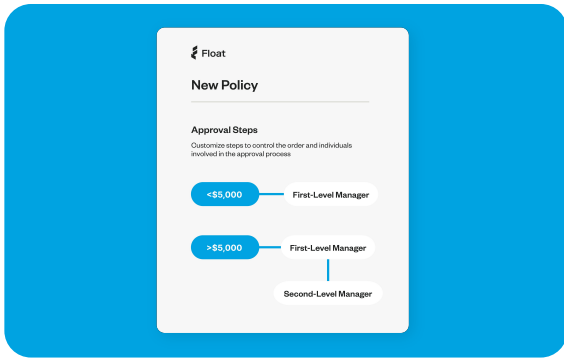 Float
New Policy
Approval Steps
Customize steps to control the order and individuals
involved in the approval process
<$5,000
First-Level Manager
>$5,000
First-Level Manager
Second-Level Manager